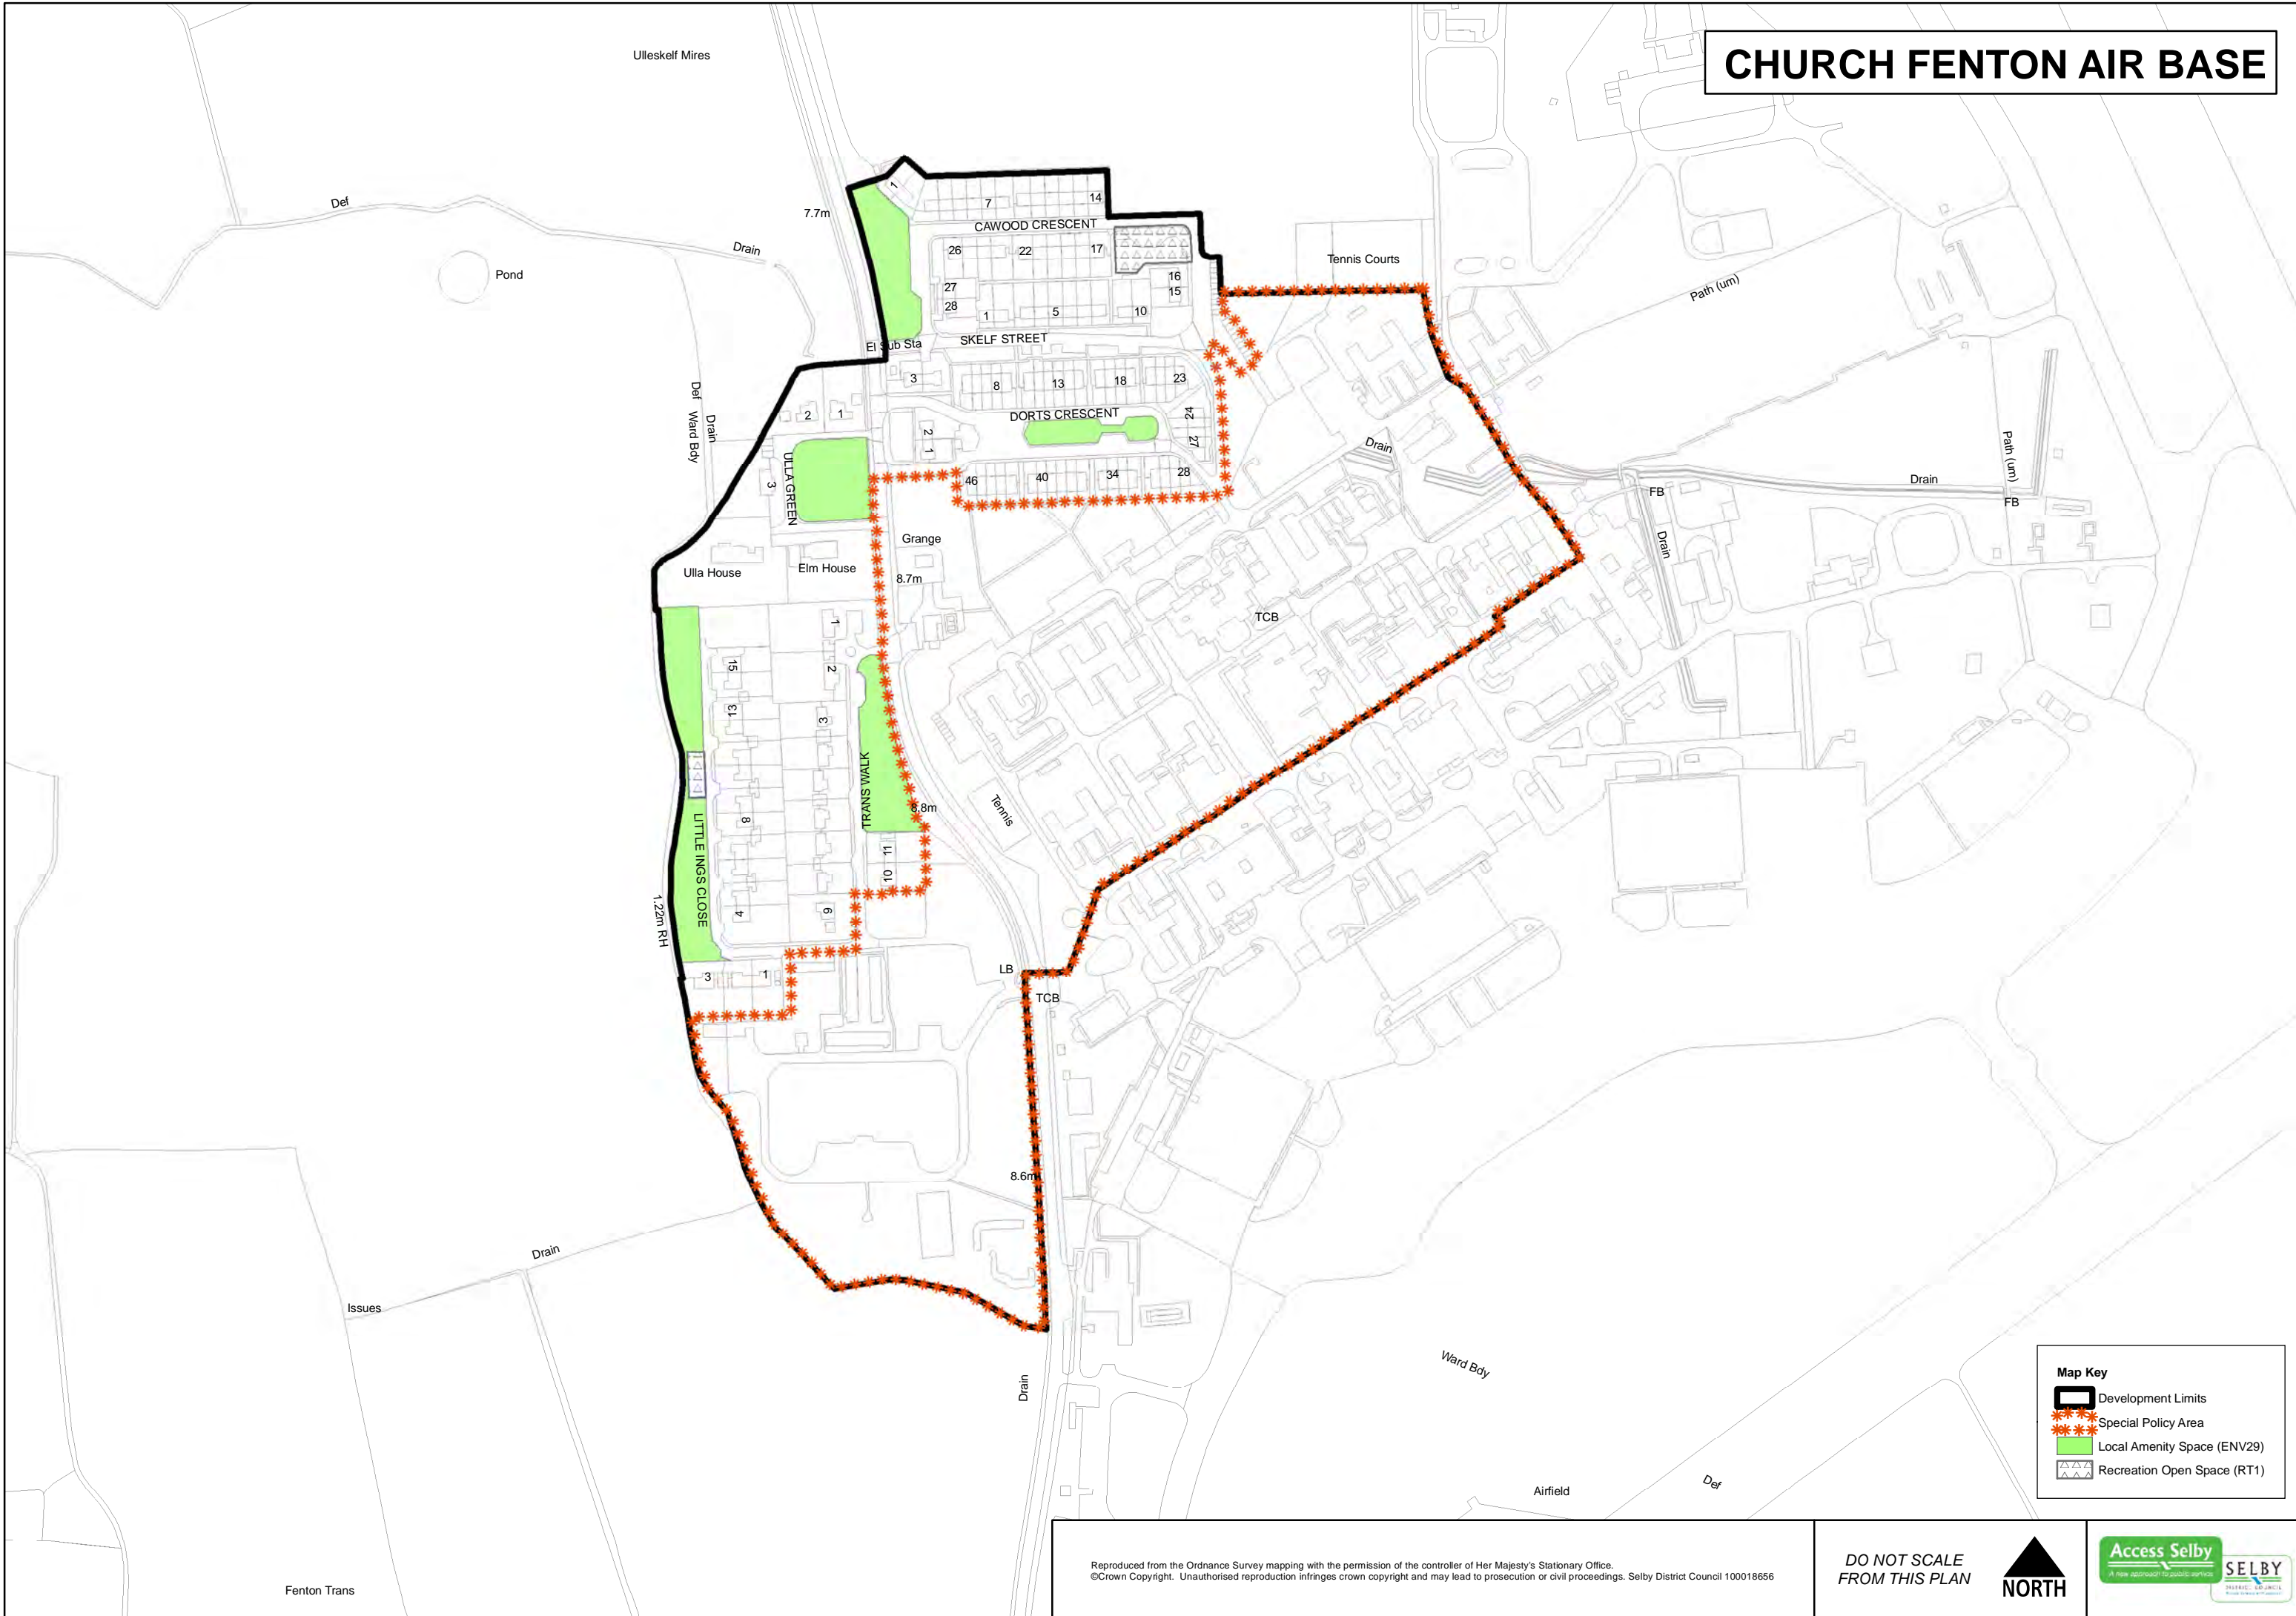 CHURCH FENTON AIR BASE
Ulleskelf Mires
Def
7.7m
Drain
Pond
1
7
14
CAWOOD CRESCENT
26
22
17
27
28
1
5
10
16
15
Tennis Courts
Path (um)
El Sub Sta
SKELF STREET
3
8
13
18
23
DORTS CRESCENT
24
27
2
1
2
1
Def
Ward Bdy
Drain
ULLA GREEN
3
46
40
34
28
Drain
FB
Drain
Drain
Path (um)
FB
Grange
8.7m
Ulla House
Elm House
TCB
1
2
3
15
13
8
4
9
TRANS WALK
8.8m
Tennis
11
10
LITTLE INGS CLOSE
1.22m RH
3
1
LB
TCB
8.6m
Drain
Issues
Drain
Ward Bdy
Airfield
Def
Fenton Trans
Map Key
Development Limits
Special Policy Area
Local Amenity Space (ENV29)
Recreation Open Space (RT1)
Reproduced from the Ordnance Survey mapping with the permission of the controller of Her Majesty's Stationary Office.
©Crown Copyright. Unauthorised reproduction infringes crown copyright and may lead to prosecution or civil proceedings. Selby District Council 100018656
DO NOT SCALE
FROM THIS PLAN
NORTH
Access Selby
A new approach to public service
SELBY
DISTRICT COUNCIL